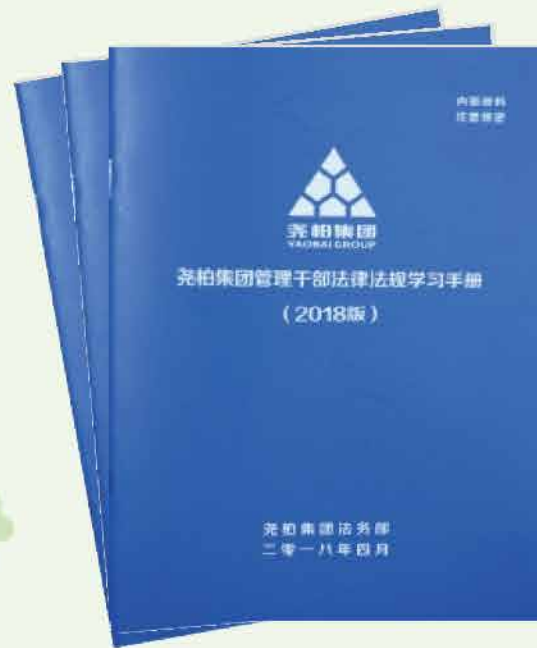 内部资料
注意保密
尧柏集团
YAOBAI GROUP
尧柏集团管理干部法律法规学习手册
（2018版）
尧柏集团法务部
二零一八年四月